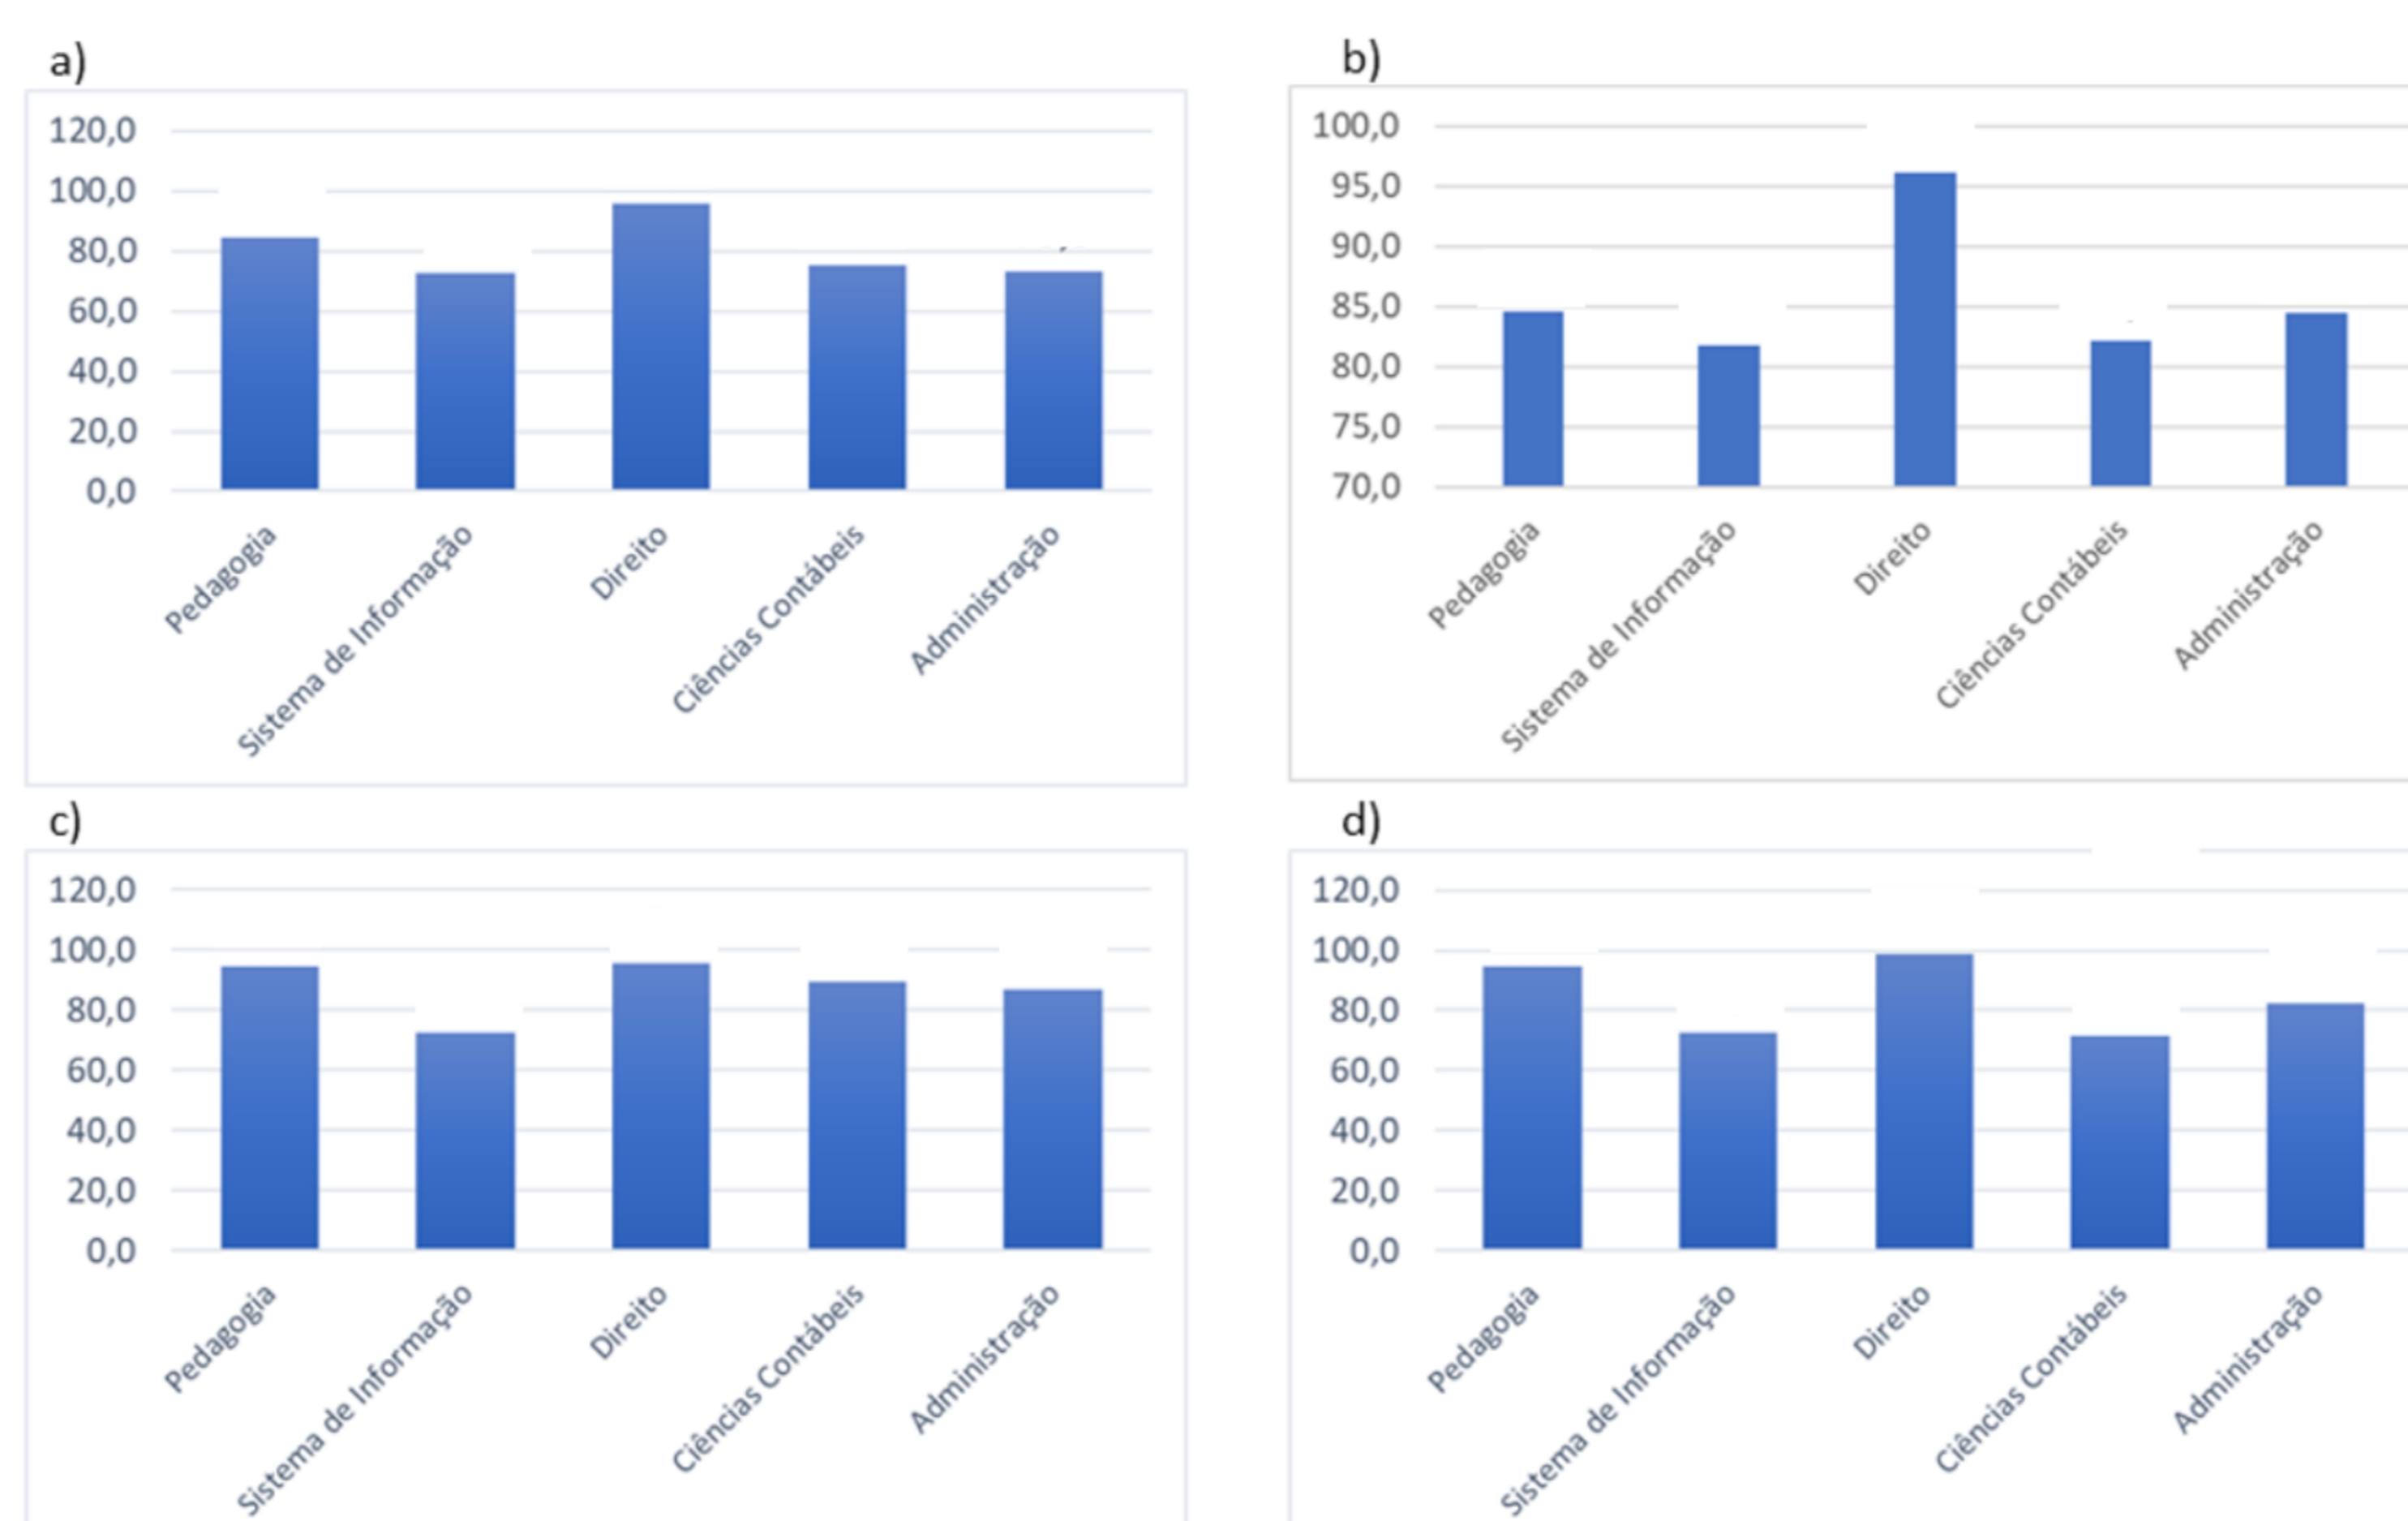 a)
120,0
100,0
80,0
60,0
40,0
20,0
0,0
Pedagogia
Sistema de Informação
Direito
Ciências Contábeis
Administração
b)
100,0
95,0
90,0
85,0
80,0
75,0
70,0
Pedagogia
Sistema de Informação
Direito
Ciências Contábeis
Administração
c)
120,0
100,0
80,0
60,0
40,0
20,0
0,0
Pedagogia
Sistema de Informação
Direito
Ciências Contábeis
Administração
d)
120,0
100,0
80,0
60,0
40,0
20,0
0,0
Pedagogia
Sistema de Informação
Direito
Ciências Contábeis
Administração